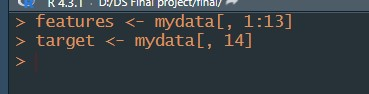 R 4.3.1 · D:/DS Final project/final/
> features <- mydata[, 1:13]
> target <- mydata[, 14]
>